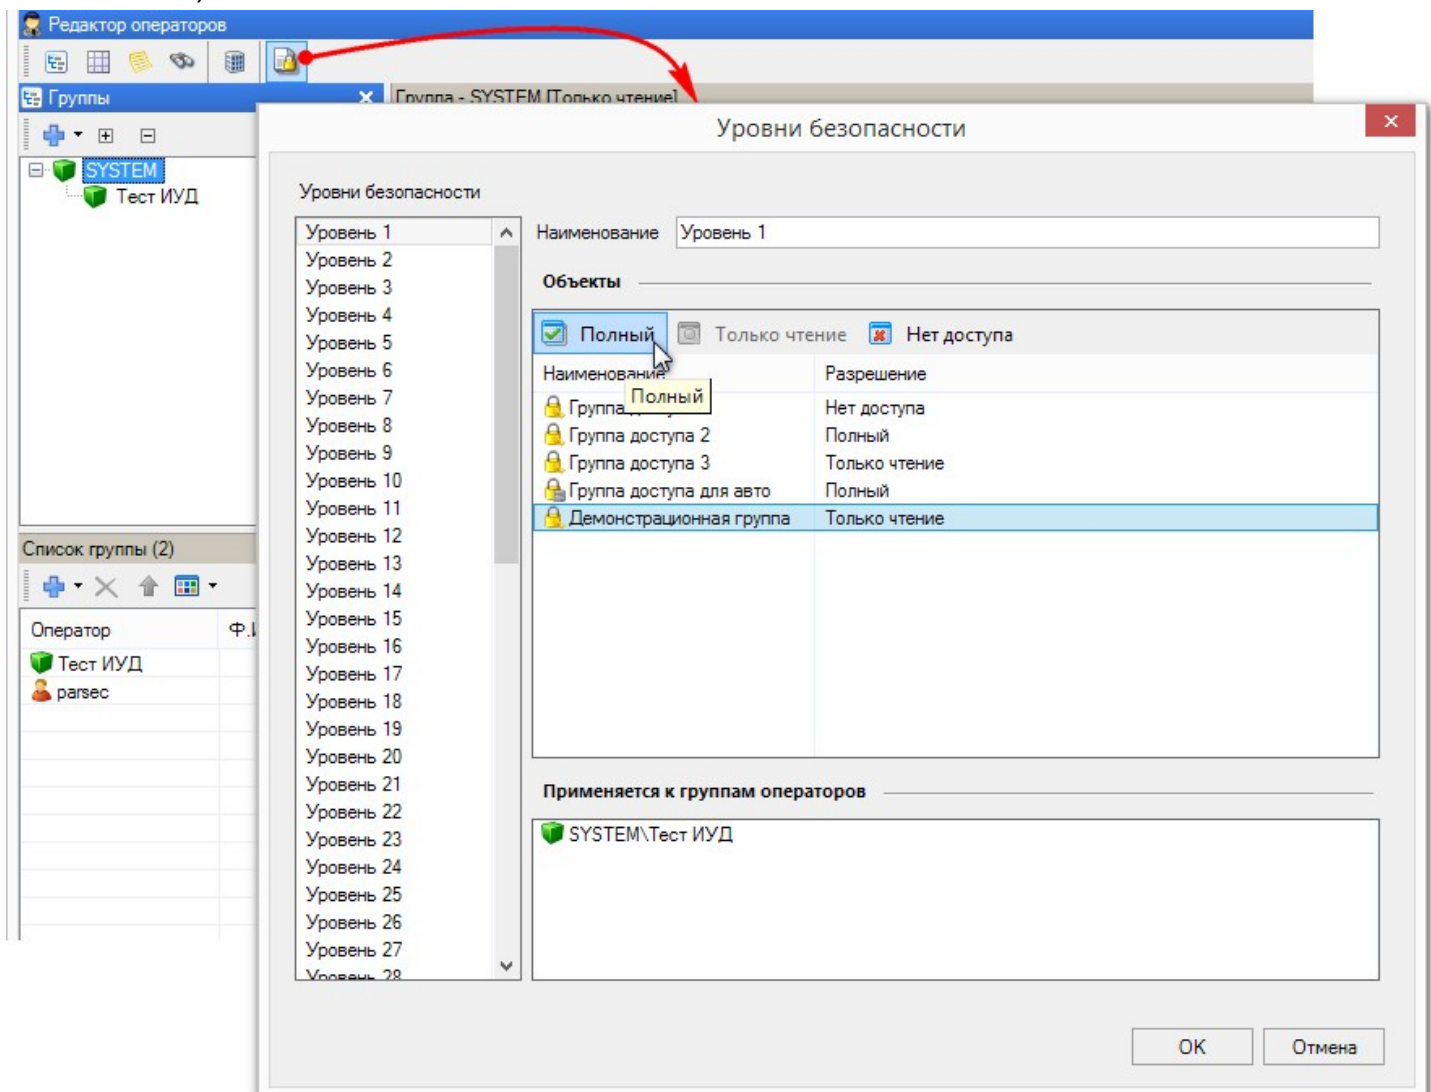 Редактор операторов
Группы
Группа - SYSTEM [Только чтение]
SYSTEM
Тест ИУД
Список группы (2)
Оператор Ф.И
Тест ИУД
parsec
Уровни безопасности
Уровни безопасности
Уровень 1
Уровень 2
Уровень 3
Уровень 4
Уровень 5
Уровень 6
Уровень 7
Уровень 8
Уровень 9
Уровень 10
Уровень 11
Уровень 12
Уровень 13
Уровень 14
Уровень 15
Уровень 16
Уровень 17
Уровень 18
Уровень 19
Уровень 20
Уровень 21
Уровень 22
Уровень 23
Уровень 24
Уровень 25
Уровень 26
Уровень 27
Уровень 28
Наименование Уровень 1
Объекты
Полный Только чтение Нет доступа
Наименование Разрешение
Полный
Группа Нет доступа
Группа доступа 2 Полный
Группа доступа 3 Только чтение
Группа доступа для авто Полный
Демонстрационная группа Только чтение
Применяется к группам операторов
SYSTEM\Тест ИУД
OK Отмена